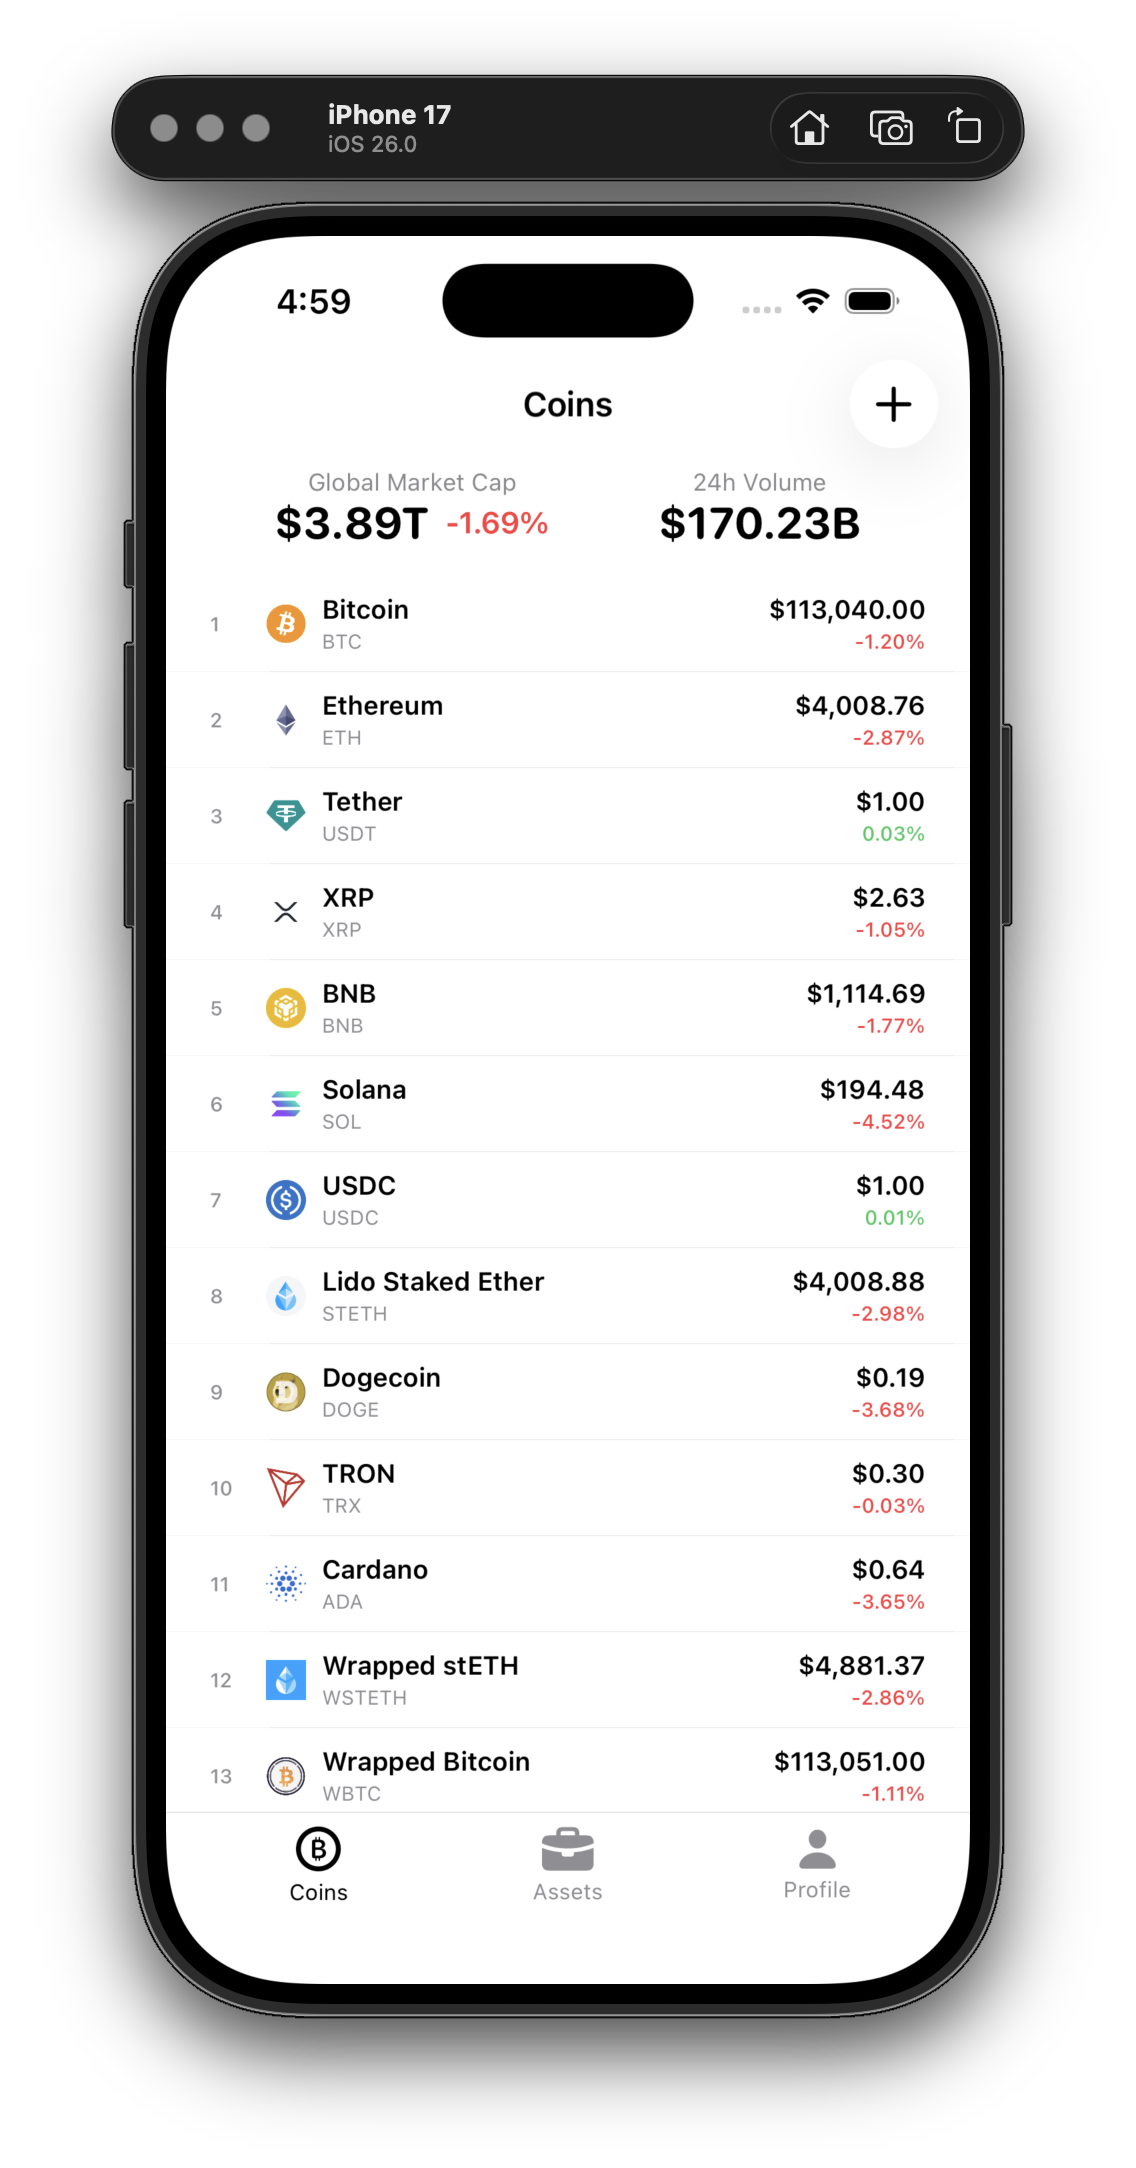 iPhone 17
iOS 26.0
4:59
Coins
Global Market Cap
24h Volume
$3.89T -1.69%
$170.23B
1
Bitcoin
$113,040.00
BTC
-1.20%
2
Ethereum
$4,008.76
ETH
-2.87%
3
Tether
$1.00
USDT
0.03%
4
XRP
$2.63
XRP
-1.05%
5
BNB
$1,114.69
BNB
-1.77%
6
Solana
$194.48
SOL
-4.52%
7
USDC
$1.00
USDC
0.01%
8
Lido Staked Ether
$4,008.88
STETH
-2.98%
9
Dogecoin
$0.19
DOGE
-3.68%
10
TRON
$0.30
TRX
-0.03%
11
Cardano
$0.64
ADA
-3.65%
12
Wrapped stETH
$4,881.37
WSTETH
-2.86%
13
Wrapped Bitcoin
$113,051.00
WBTC
-1.11%
Coins
Assets
Profile